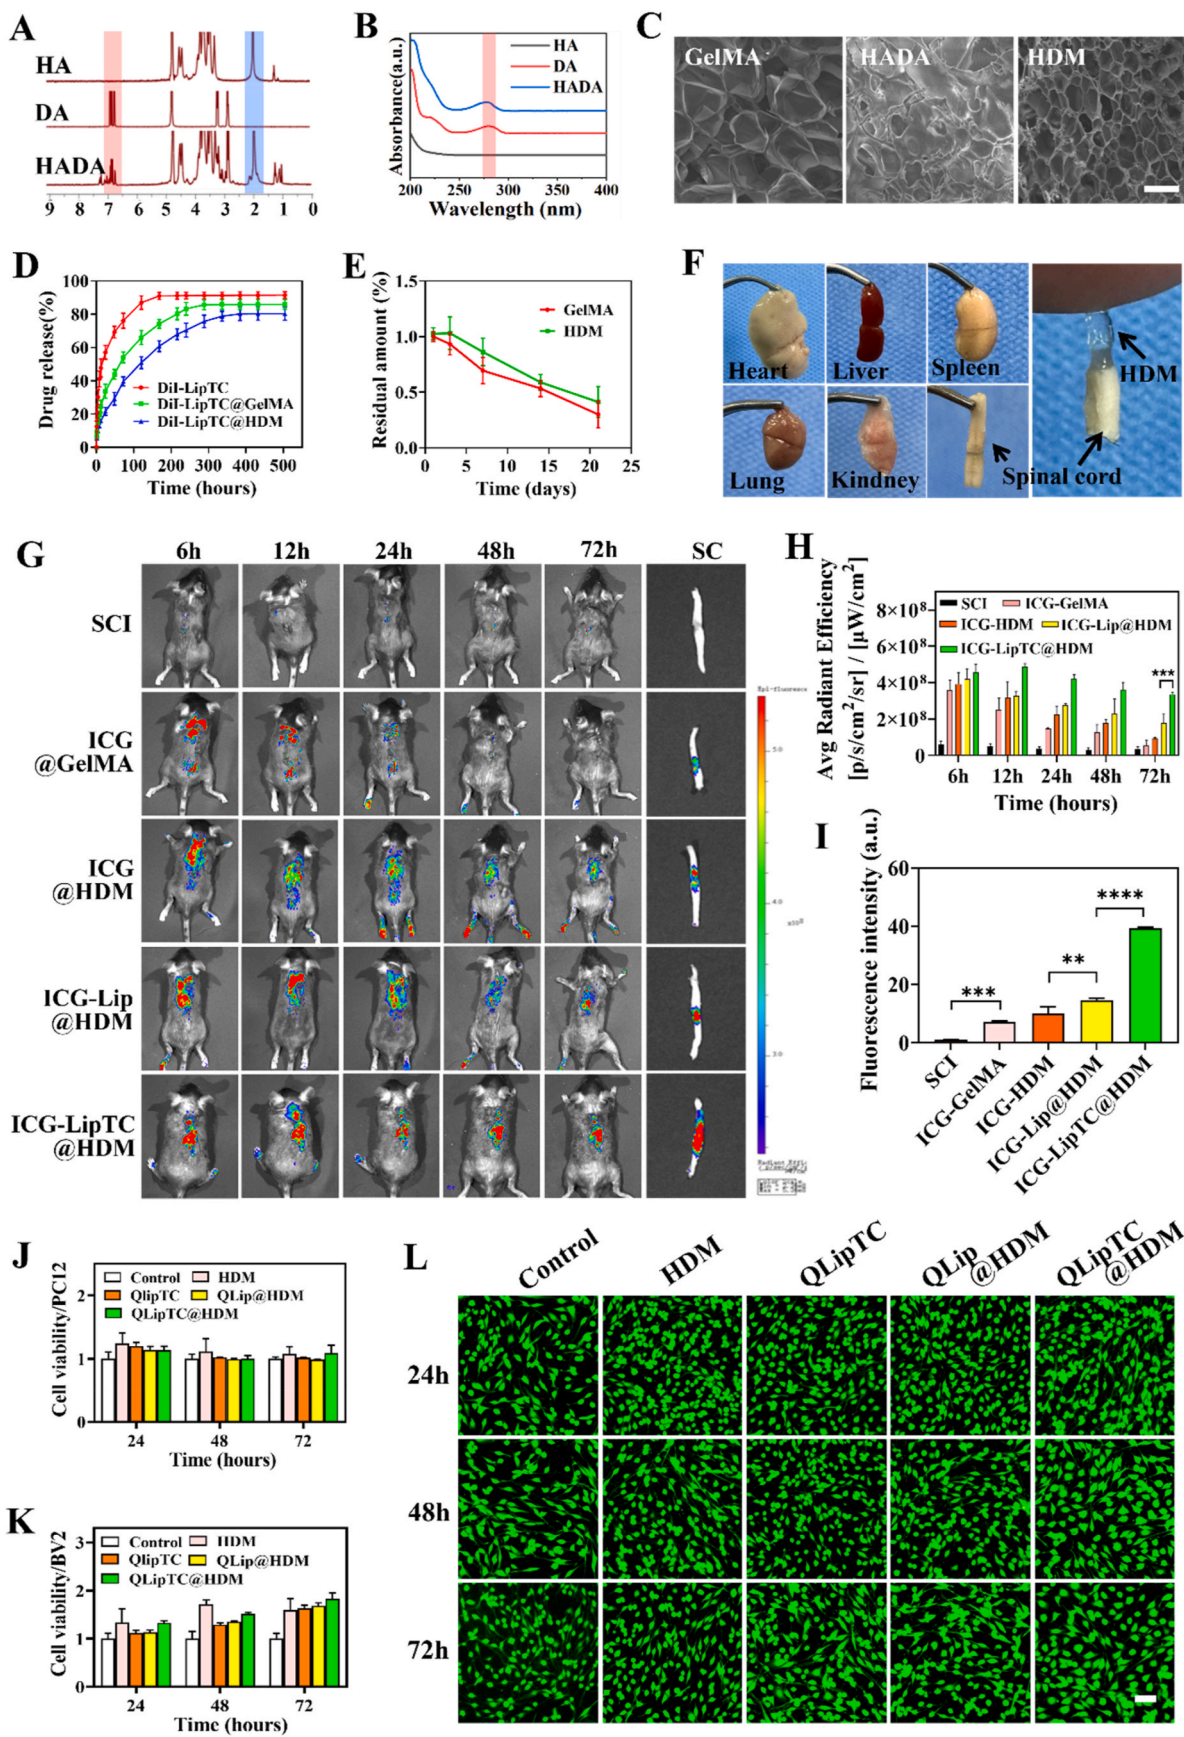 A
HA
DA
HADA
9 8 7 6 5 4 3 2 1 0
B
Absorbance(a.u.)
HA
DA
HADA
200 250 300 350 400
Wavelength (nm)
C
GelMA
HADA
HDM
D
Drug release(%)
100
80
60
40
20
0
DiI-LipTC
DiI-LipTC@GelMA
DiI-LipTC@HDM
0 100 200 300 400 500
Time (hours)
E
Residual amount (%)
1.5
1.0
0.5
0.0
GelMA
HDM
0 5 10 15 20 25
Time (days)
F
Heart
Liver
Spleen
HDM
Lung
Kindney
Spinal cord
G
6h 12h 24h 48h 72h SC
SCI
ICG
@GelMA
ICG
@HDM
ICG-Lip
@HDM
ICG-LipTC
@HDM
Epi-fluorescence
5.0
4.0
x10⁸
3.0
H
Avg Radiant Efficiency
[p/s/cm²/sr] / [µW/cm²]
8×10⁸
6×10⁸
4×10⁸
2×10⁸
0
SCI ICG-GelMA
ICG-HDM ICG-Lip@HDM
ICG-LipTC@HDM
***
6h 12h 24h 48h 72h
Time (hours)
I
Fluorescence intensity (a.u.)
60
40
20
0
***
**
****
SCI
ICG-GelMA
ICG-HDM
ICG-Lip@HDM
ICG-LipTC@HDM
J
Cell viability/PC12
2
1
0
Control HDM
QlipTC QLip@HDM
QLipTC@HDM
24 48 72
Time (hours)
K
Cell viability/BV2
3
2
1
0
Control HDM
QlipTC QLip@HDM
QLipTC@HDM
24 48 72
Time (hours)
L
Control
HDM
QLipTC
QLip
@HDM
QLipTC
@HDM
24h
48h
72h